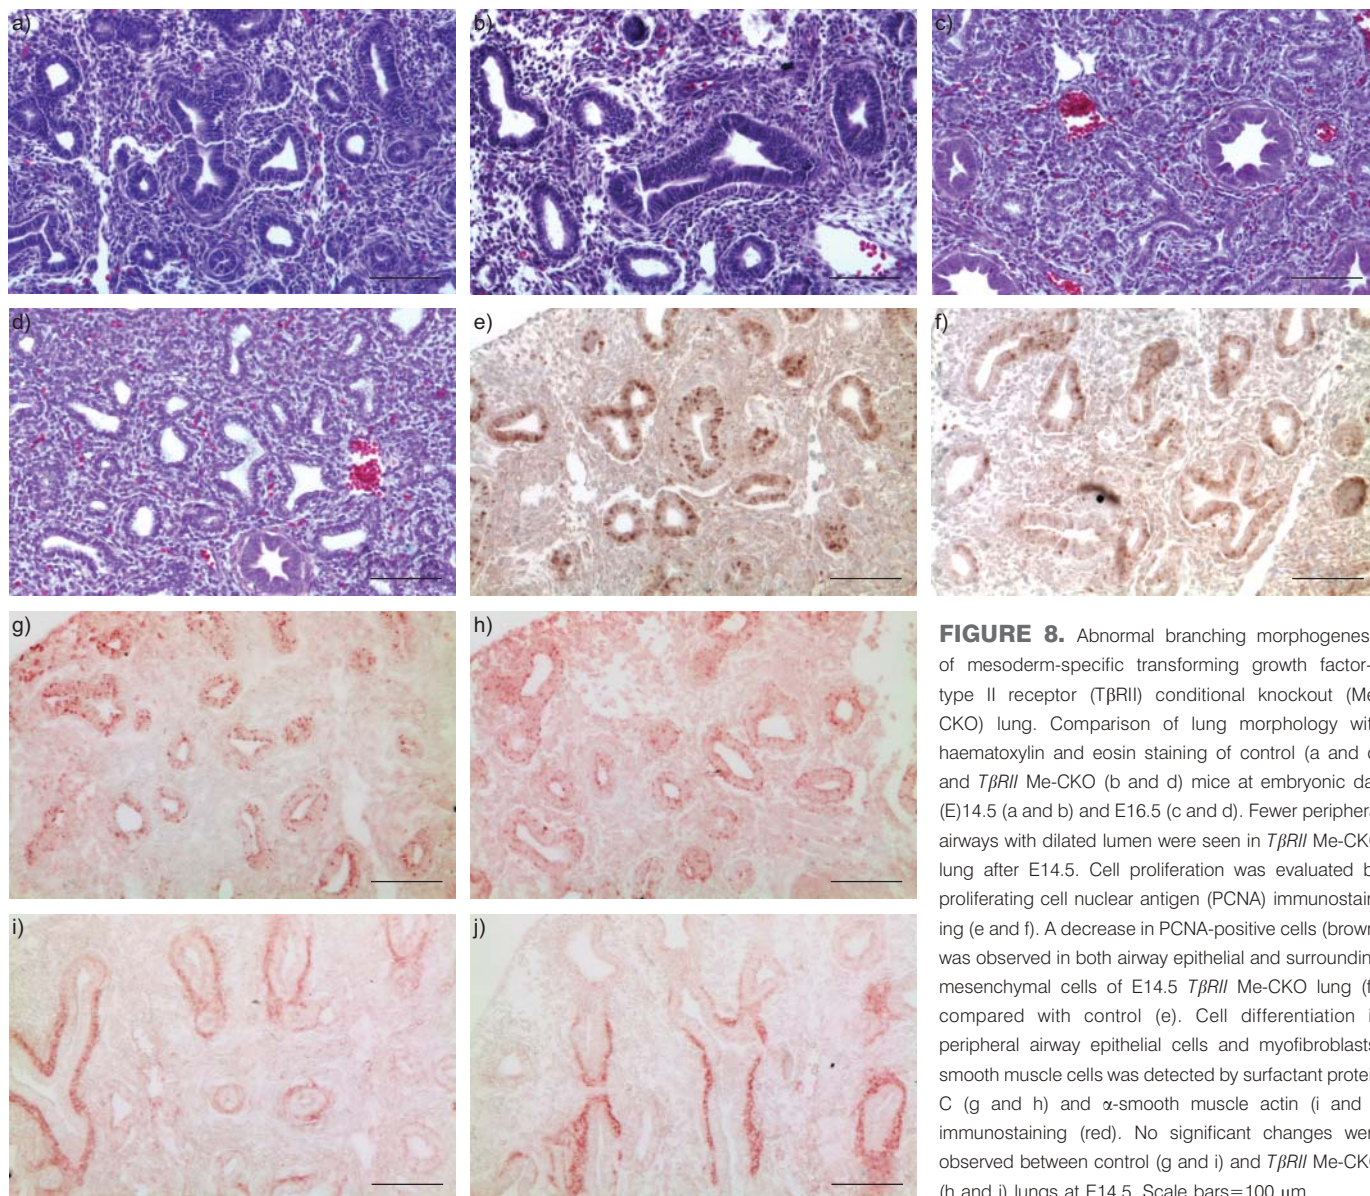 a)
b)
c)
d)
e)
f)
g)
h)
i)
j)
FIGURE 8. Abnormal branching morphogenes
of mesoderm-specific transforming growth factor-
type II receptor (TβRII) conditional knockout (Me
CKO) lung. Comparison of lung morphology wit
haematoxylin and eosin staining of control (a and c
and TβRII Me-CKO (b and d) mice at embryonic da
(E)14.5 (a and b) and E16.5 (c and d). Fewer periphera
airways with dilated lumen were seen in TβRII Me-CKO
lung after E14.5. Cell proliferation was evaluated b
proliferating cell nuclear antigen (PCNA) immunostain
ing (e and f). A decrease in PCNA-positive cells (brown
was observed in both airway epithelial and surroundin
mesenchymal cells of E14.5 TβRII Me-CKO lung (f
compared with control (e). Cell differentiation i
peripheral airway epithelial cells and myofibroblasts
smooth muscle cells was detected by surfactant protei
C (g and h) and α-smooth muscle actin (i and
immunostaining (red). No significant changes wer
observed between control (g and i) and TβRII Me-CKO
(h and j) lungs at E14.5. Scale bars=100 μm.